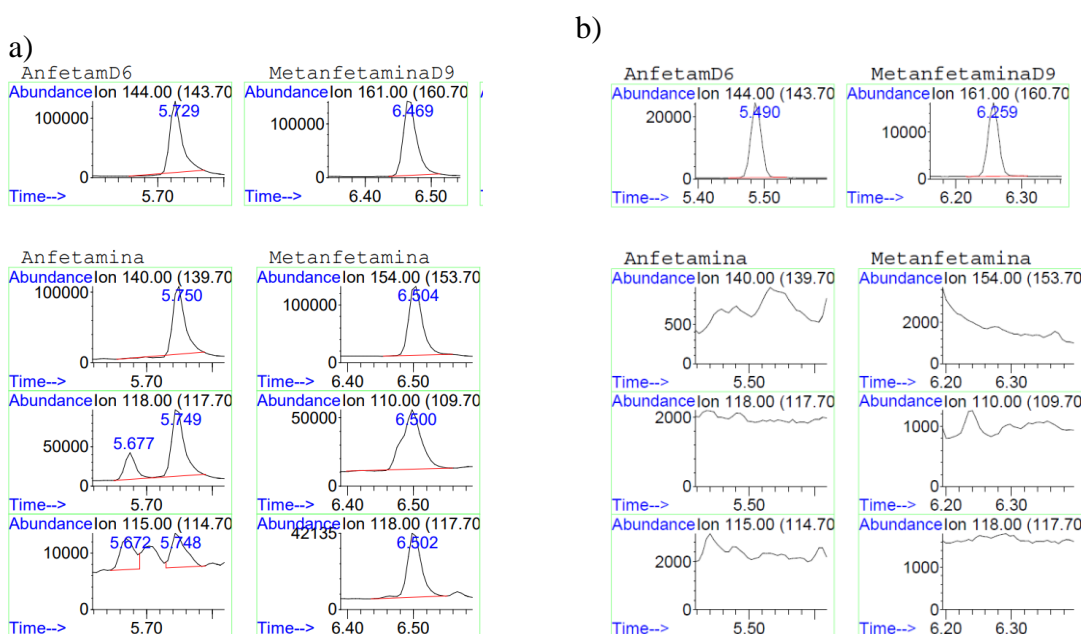 a)
AnfetamD6
MetanfetaminaD9
Abundance Ion 144.00 (143.70
5.729
100000
0
5.70
Time-->
Abundance Ion 161.00 (160.70
6.469
100000
0
6.40 6.50
Time-->
Anfetamina
Metanfetamina
Abundance Ion 140.00 (139.70
5.750
100000
0
5.70
Time-->
Abundance Ion 154.00 (153.70
6.504
100000
0
6.40 6.50
Time-->
Abundance Ion 118.00 (117.70
5.749
5.677
50000
0
5.70
Time-->
Abundance Ion 110.00 (109.70
6.500
50000
0
6.40 6.50
Time-->
Abundance Ion 115.00 (114.70
5.672 5.748
10000
0
5.70
Time-->
Abundance Ion 118.00 (117.70
42135
6.502
0
6.40 6.50
Time-->
b)
AnfetamD6
MetanfetaminaD9
Abundance Ion 144.00 (143.70
5.490
20000
0
5.40 5.50
Time-->
Abundance Ion 161.00 (160.70
6.259
10000
0
6.20 6.30
Time-->
Anfetamina
Metanfetamina
Abundance Ion 140.00 (139.70
500
0
5.50
Time-->
Abundance Ion 154.00 (153.70
2000
0
6.20 6.30
Time-->
Abundance Ion 118.00 (117.70
2000
0
5.50
Time-->
Abundance Ion 110.00 (109.70
1000
0
6.20 6.30
Time-->
Abundance Ion 115.00 (114.70
2000
0
5.50
Time-->
Abundance Ion 118.00 (117.70
1000
0
6.20 6.30
Time-->